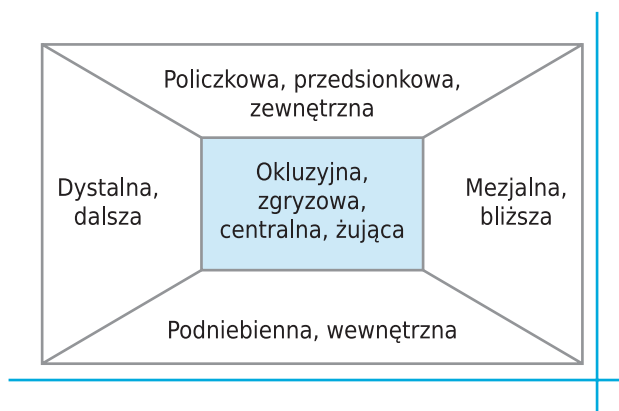 Policzkowa, przedsionkowa,
zewnętrzna
Dystalna,
dalsza
Okluzyjna,
zgryzowa,
centralna, żująca
Mezjalna,
bliższa
Podniebienna, wewnętrzna